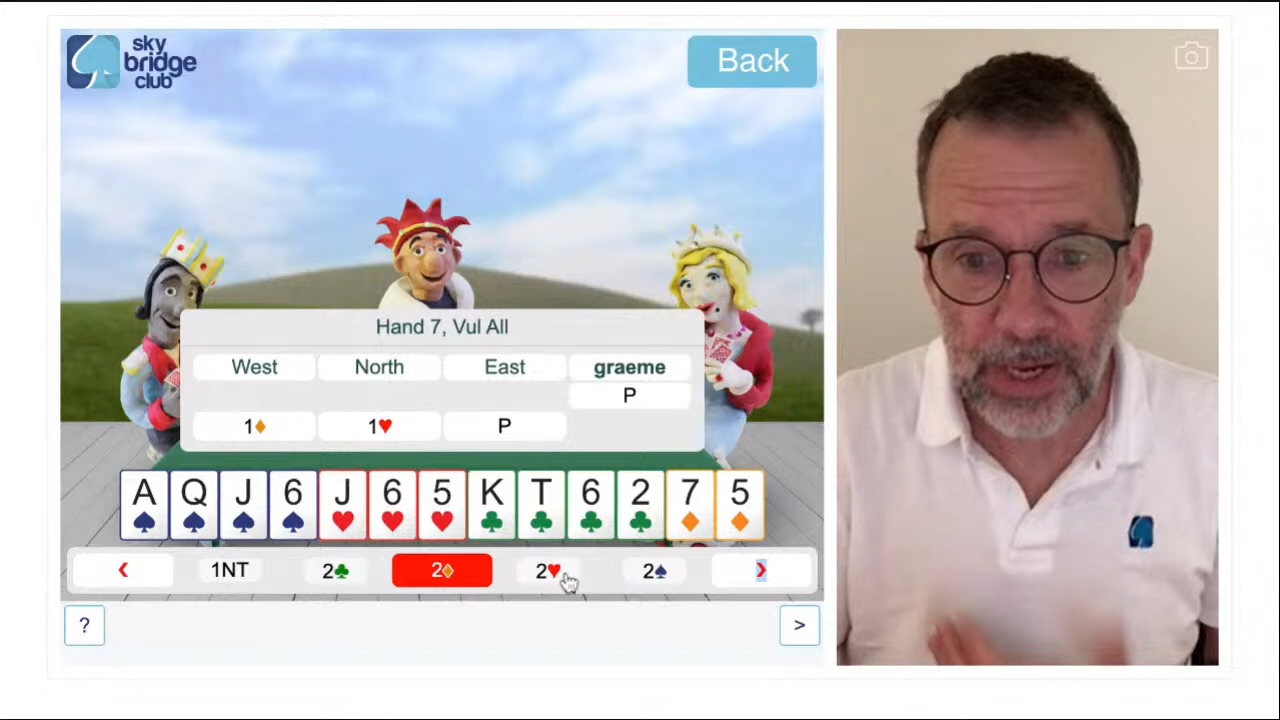 sky
bridge
club
Back
Hand 7, Vul All
West North East graeme
P
1♦ 1♥ P
A♠ Q♠ J♠ 6♠ J♥ 6♥ 5♥ K♣ T♣ 6♣ 2♣ 7♦ 5♦
‹ 1NT 2♣ 2♦ 2♥ 2♠ ›
? >